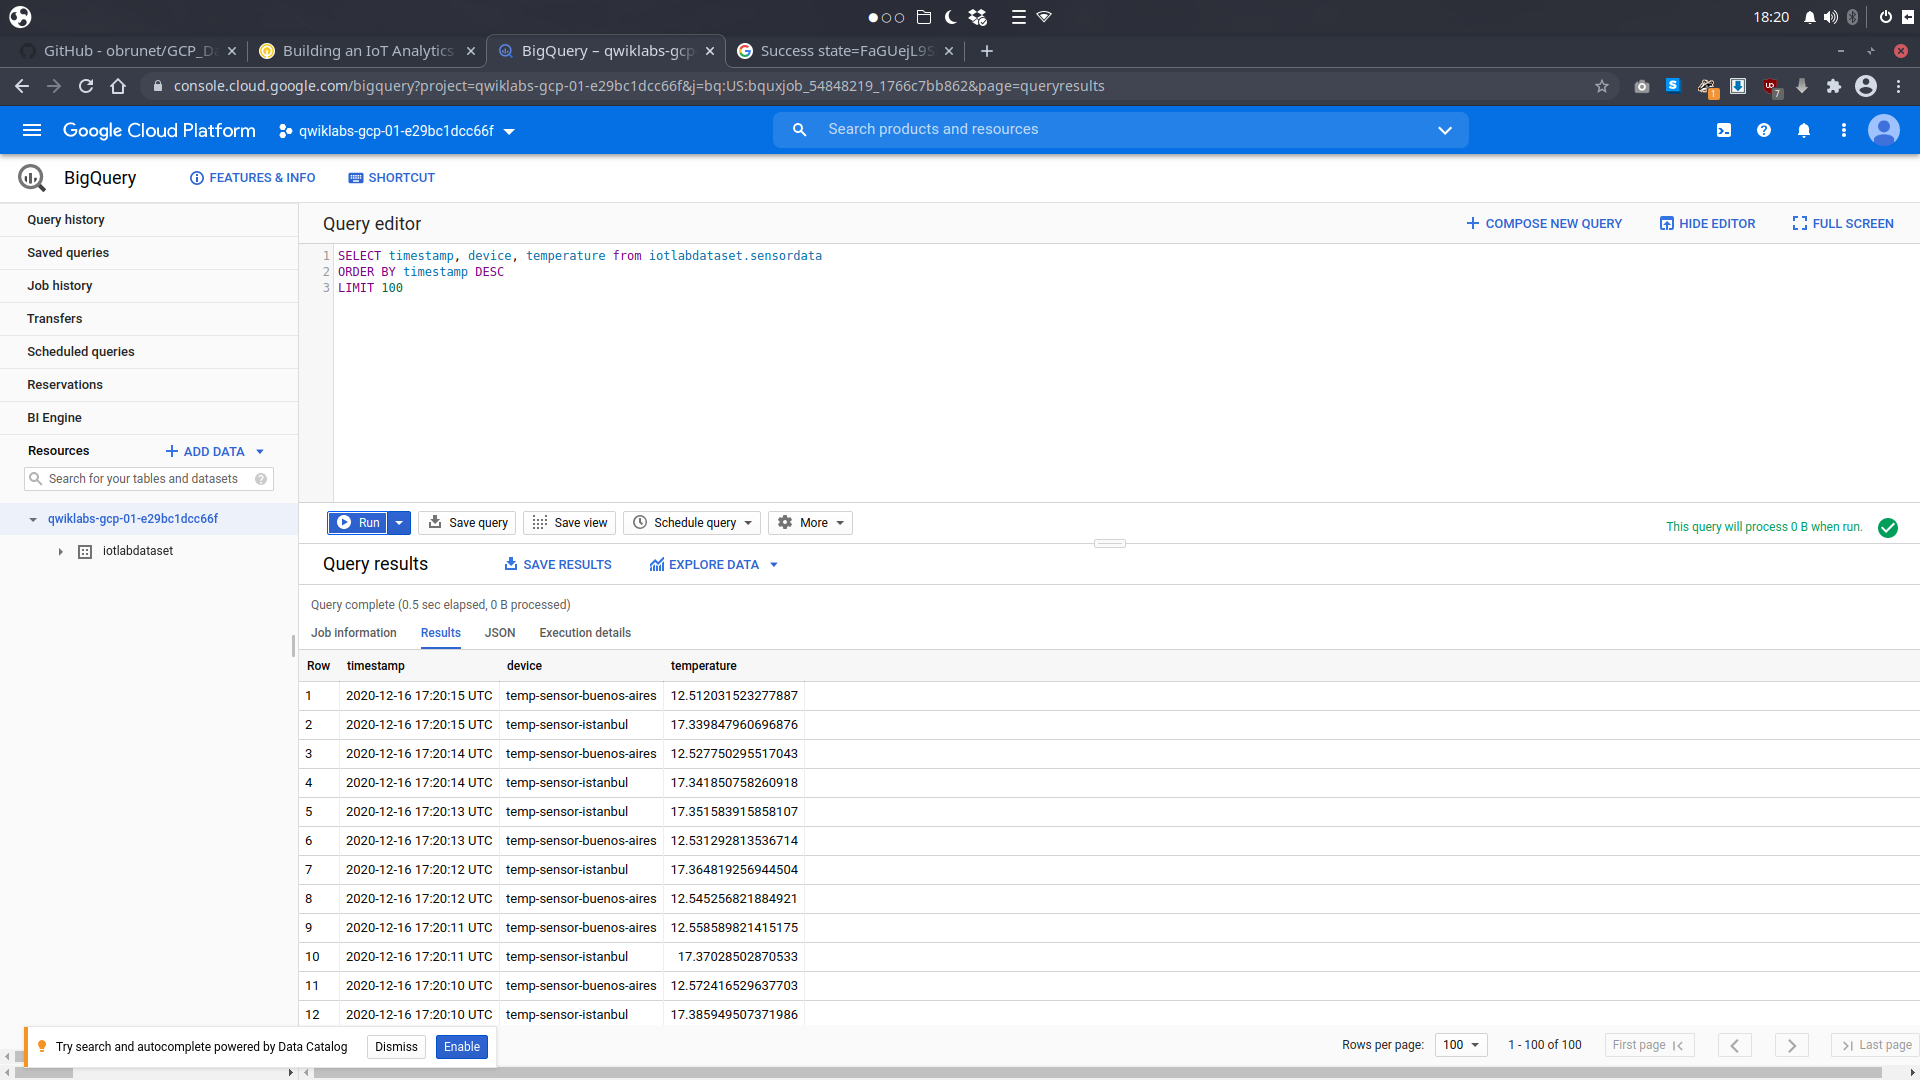 18:20
GitHub - obrunet/GCP_Da
Building an IoT Analytics
BigQuery – qwiklabs-gcp
Success state=FaGUejL9S
console.cloud.google.com/bigquery?project=qwiklabs-gcp-01-e29bc1dcc66f&j=bq:US:bquxjob_54848219_1766c7bb862&page=queryresults
S
1
UO
7
Google Cloud Platform
qwiklabs-gcp-01-e29bc1dcc66f
Search products and resources
BigQuery
FEATURES & INFO
SHORTCUT
Query history
Saved queries
Job history
Transfers
Scheduled queries
Reservations
BI Engine
Resources
ADD DATA
Search for your tables and datasets
qwiklabs-gcp-01-e29bc1dcc66f
iotlabdataset
Query editor
COMPOSE NEW QUERY
HIDE EDITOR
FULL SCREEN
1 SELECT timestamp, device, temperature from iotlabdataset.sensordata
2 ORDER BY timestamp DESC
3 LIMIT 100
Run
Save query
Save view
Schedule query
More
This query will process 0 B when run.
Query results
SAVE RESULTS
EXPLORE DATA
Query complete (0.5 sec elapsed, 0 B processed)
Job information Results JSON Execution details
Row timestamp device temperature
1 2020-12-16 17:20:15 UTC temp-sensor-buenos-aires 12.512031523277887
2 2020-12-16 17:20:15 UTC temp-sensor-istanbul 17.339847960696876
3 2020-12-16 17:20:14 UTC temp-sensor-buenos-aires 12.527750295517043
4 2020-12-16 17:20:14 UTC temp-sensor-istanbul 17.341850758260918
5 2020-12-16 17:20:13 UTC temp-sensor-istanbul 17.351583915858107
6 2020-12-16 17:20:13 UTC temp-sensor-buenos-aires 12.531292813536714
7 2020-12-16 17:20:12 UTC temp-sensor-istanbul 17.364819256944504
8 2020-12-16 17:20:12 UTC temp-sensor-buenos-aires 12.545256821884921
9 2020-12-16 17:20:11 UTC temp-sensor-buenos-aires 12.558589821415175
10 2020-12-16 17:20:11 UTC temp-sensor-istanbul 17.37028502870533
11 2020-12-16 17:20:10 UTC temp-sensor-buenos-aires 12.572416529637703
12 2020-12-16 17:20:10 UTC temp-sensor-istanbul 17.385949507371986
Try search and autocomplete powered by Data Catalog
Dismiss
Enable
Rows per page: 100 1 - 100 of 100 First page Last page